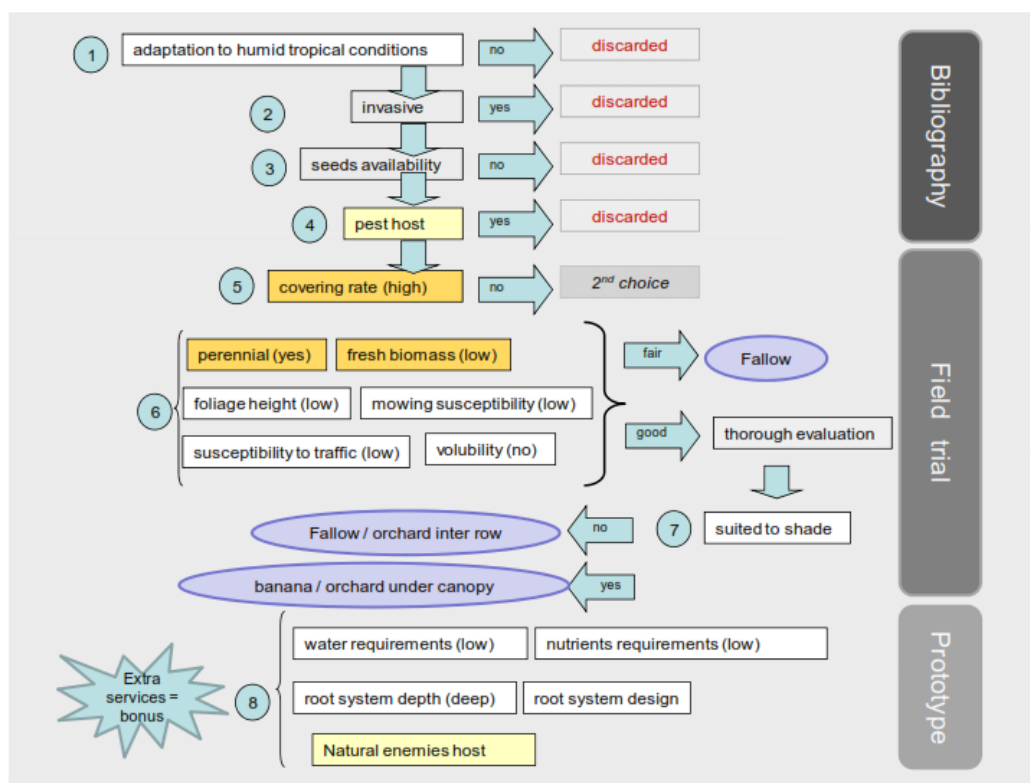 1
adaptation to humid tropical conditions
no
discarded
2
invasive
yes
discarded
3
seeds availability
no
discarded
4
pest host
yes
discarded
5
covering rate (high)
no
2nd choice
Bibliography
6
perennial (yes)
fresh biomass (low)
foliage height (low)
mowing susceptibility (low)
susceptibility to traffic (low)
volubility (no)
fair
Fallow
good
thorough evaluation
7
suited to shade
no
Fallow / orchard inter row
yes
banana / orchard under canopy
Field trial
Extra
services =
bonus
8
water requirements (low)
nutrients requirements (low)
root system depth (deep)
root system design
Natural enemies host
Prototype